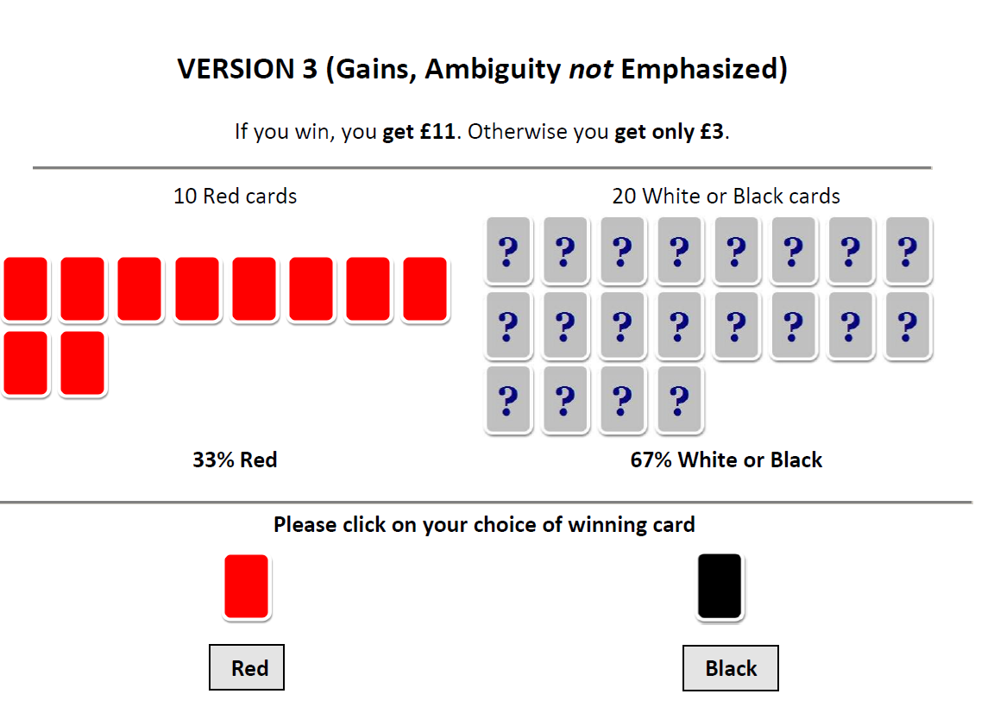 VERSION 3 (Gains, Ambiguity not Emphasized)
If you win, you get £11. Otherwise you get only £3.
10 Red cards
20 White or Black cards
? ? ? ? ? ? ? ?
? ? ? ? ? ? ? ?
? ? ? ?
33% Red
67% White or Black
Please click on your choice of winning card
Red
Black